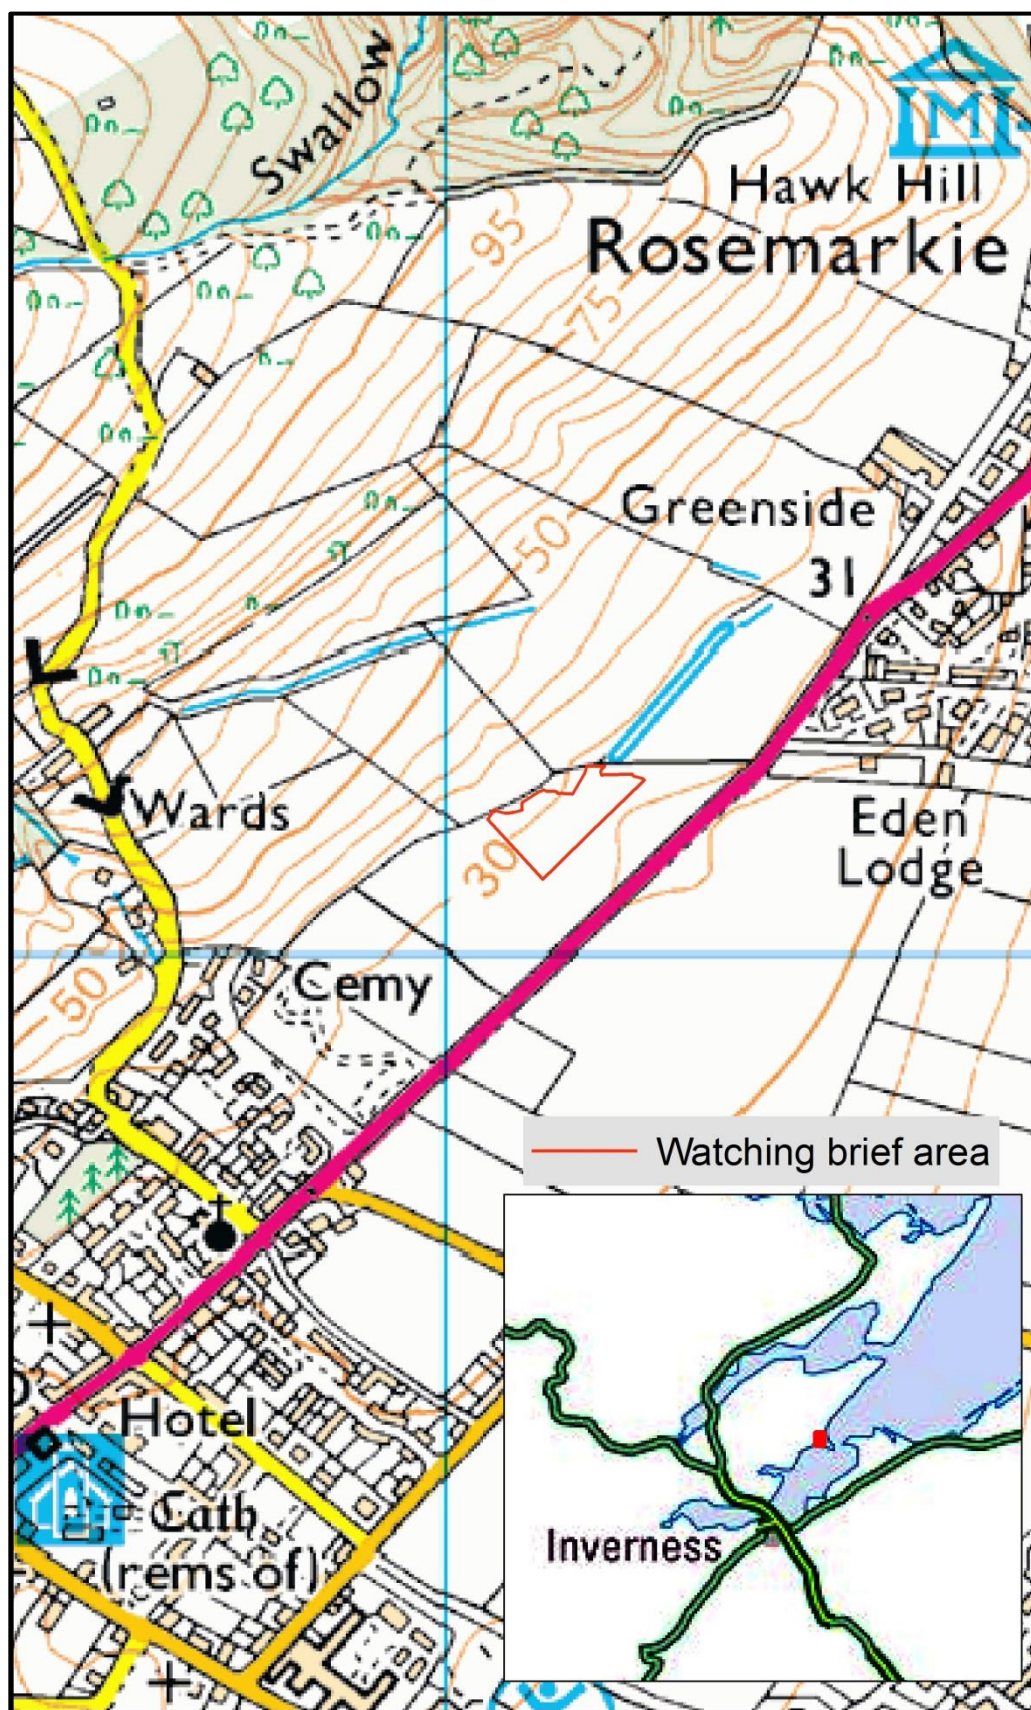 Swallow
M
Hawk Hill
Rosemarkie
95
75
Greenside
50
31
Wards
Eden
Lodge
30
50
Cemy
Watching brief area
Hotel
Cath
(rems of)
Inverness